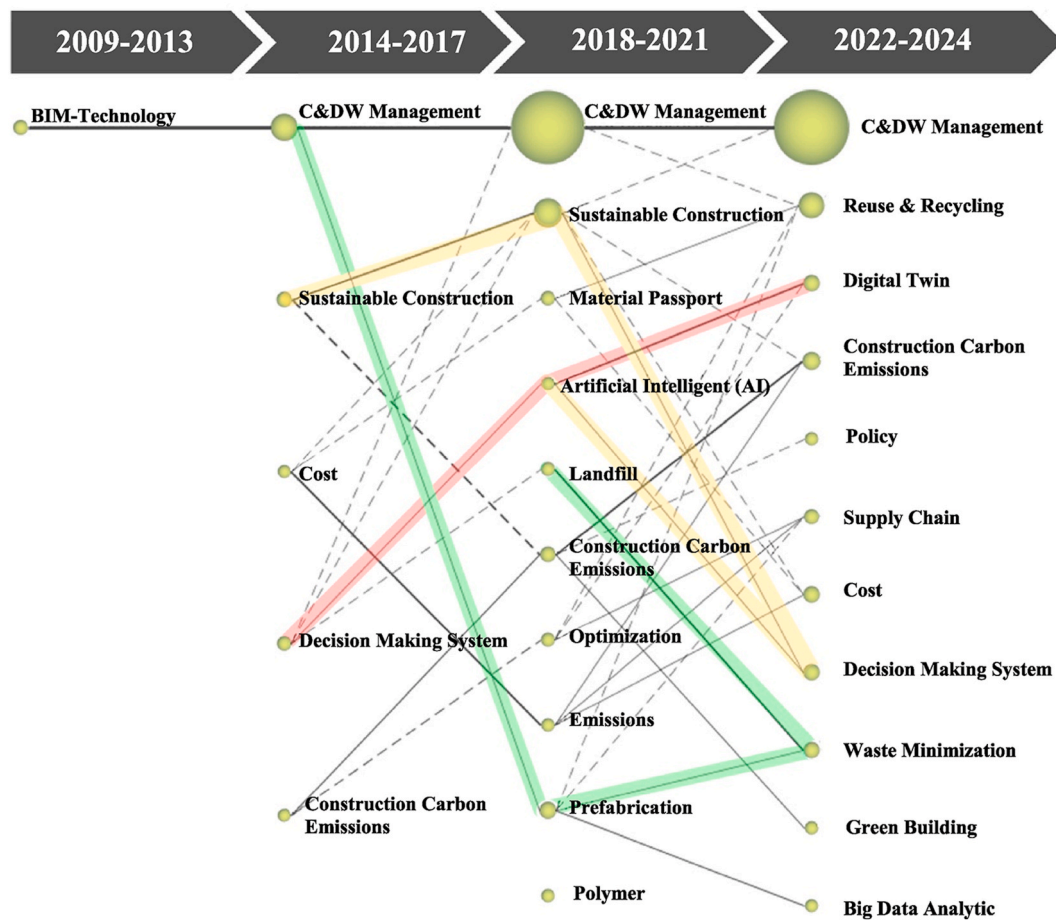 2009-2013
2014-2017
2018-2021
2022-2024
BIM-Technology
C&DW Management
Sustainable Construction
Cost
Decision Making System
Construction Carbon
Emissions
C&DW Management
Sustainable Construction
Material Passport
Artificial Intelligent (AI)
Landfill
Construction Carbon
Emissions
Optimization
Emissions
Prefabrication
Polymer
C&DW Management
Reuse & Recycling
Digital Twin
Construction Carbon
Emissions
Policy
Supply Chain
Cost
Decision Making System
Waste Minimization
Green Building
Big Data Analytic